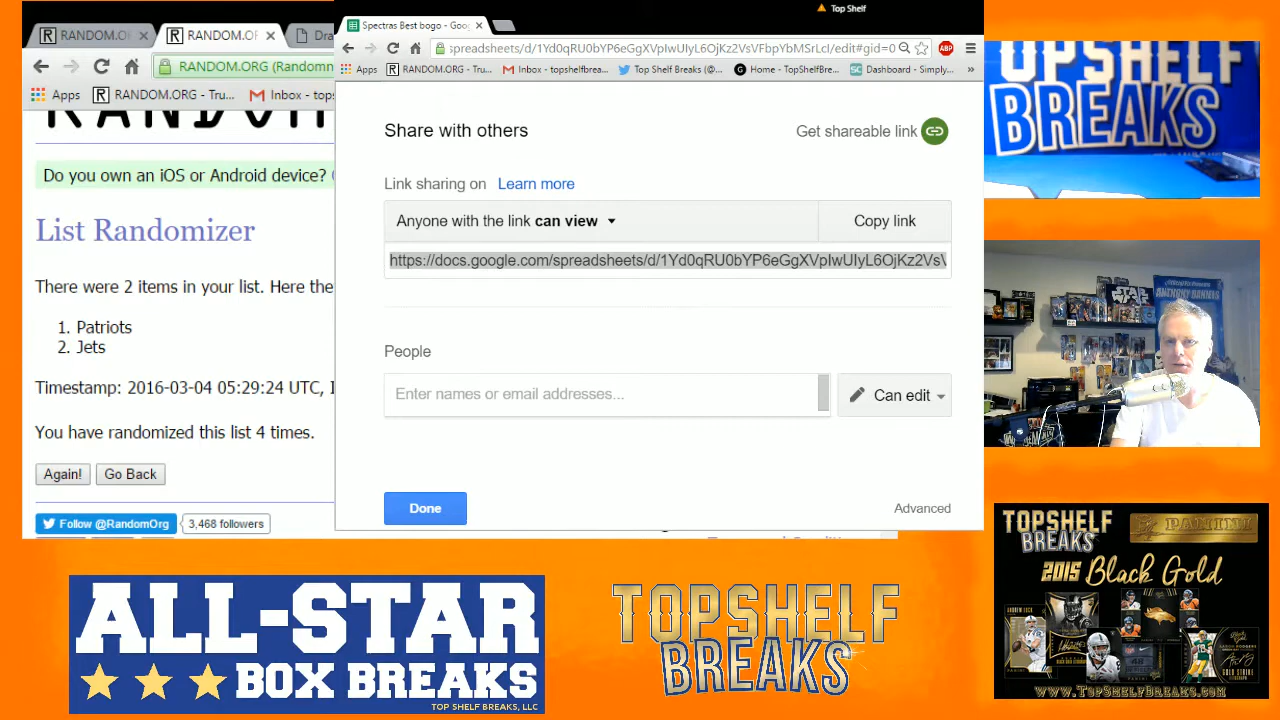 Top Shelf
RANDOM.OF
RANDOM.OF
Dra
Spectras Best bogo - Goo
spreadsheets/d/1Yd0qRU0bYP6eGgXVpIwUIyL6OjKz2VsVFbpYbMSrLcI/edit#gid=0
ABP
RANDOM.ORG (Randomn
Apps
RANDOM.ORG - Tru...
Inbox - topshelfbrea...
Top Shelf Breaks (@...
Home - TopShelfBre...
Dashboard - Simply...
»
Apps
RANDOM.ORG - Tru...
Inbox - tops
Do you own an iOS or Android device?
List Randomizer
There were 2 items in your list. Here the
1. Patriots
2. Jets
Timestamp: 2016-03-04 05:29:24 UTC,
You have randomized this list 4 times.
Again!
Go Back
Follow @RandomOrg
3,468 followers
Share with others
Get shareable link
Link sharing on
Learn more
Anyone with the link can view
Copy link
https://docs.google.com/spreadsheets/d/1Yd0qRU0bYP6eGgXVpIwUIyL6OjKz2VsV
People
Enter names or email addresses...
Can edit
Done
Advanced
TOPSHELF
BREAKS
STAR
WARS
ALL-STAR
BOX BREAKS
TOP SHELF BREAKS, LLC
TOPSHELF
BREAKS
TOPSHELF
BREAKS
PANINI
2015 Black Gold
www.TopShelfBreaks.com